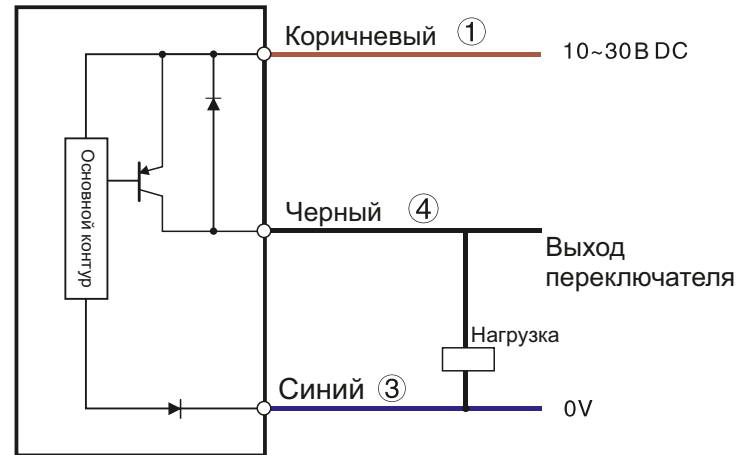 Коричневый ①
10~30В DC
Основной контур
Черный ④
Выход
переключателя
Нагрузка
Синий ③
0V